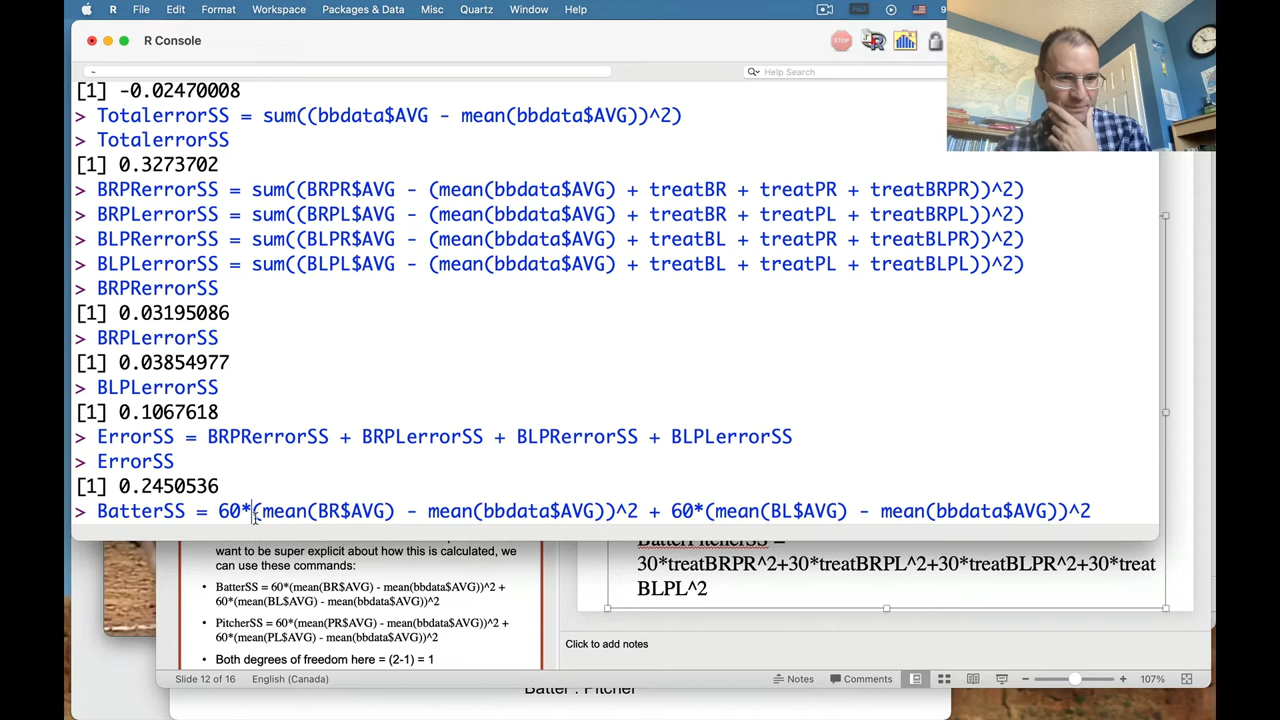 R File Edit Format Workspace Packages & Data Misc Quartz Window Help 9
R Console
STOP
~
Help Search
[1] -0.02470008
> TotalerrorSS = sum((bbdata$AVG - mean(bbdata$AVG))^2)
> TotalerrorSS
[1] 0.3273702
> BRPRerrorSS = sum((BRPR$AVG - (mean(bbdata$AVG) + treatBR + treatPR + treatBRPR))^2)
> BRPLerrorSS = sum((BRPL$AVG - (mean(bbdata$AVG) + treatBR + treatPL + treatBRPL))^2)
> BLPRerrorSS = sum((BLPR$AVG - (mean(bbdata$AVG) + treatBL + treatPR + treatBLPR))^2)
> BLPLerrorSS = sum((BLPL$AVG - (mean(bbdata$AVG) + treatBL + treatPL + treatBLPL))^2)
> BRPRerrorSS
[1] 0.03195086
> BRPLerrorSS
[1] 0.03854977
> BLPLerrorSS
[1] 0.1067618
> ErrorSS = BRPRerrorSS + BRPLerrorSS + BLPRerrorSS + BLPLerrorSS
> ErrorSS
[1] 0.2450536
> BatterSS = 60*(mean(BR$AVG) - mean(bbdata$AVG))^2 + 60*(mean(BL$AVG) - mean(bbdata$AVG))^2
want to be super explicit about how this is calculated, we
can use these commands:
• BatterSS = 60*(mean(BR$AVG) - mean(bbdata$AVG))^2 +
60*(mean(BL$AVG) - mean(bbdata$AVG))^2
• PitcherSS = 60*(mean(PR$AVG) - mean(bbdata$AVG))^2 +
60*(mean(PL$AVG) - mean(bbdata$AVG))^2
• Both degrees of freedom here = (2-1) = 1
BatterPitcherSS =
30*treatBRPR^2+30*treatBRPL^2+30*treatBLPR^2+30*treat
BLPL^2
Click to add notes
Slide 12 of 16 English (Canada) Notes Comments 107%
Batter : Pitcher